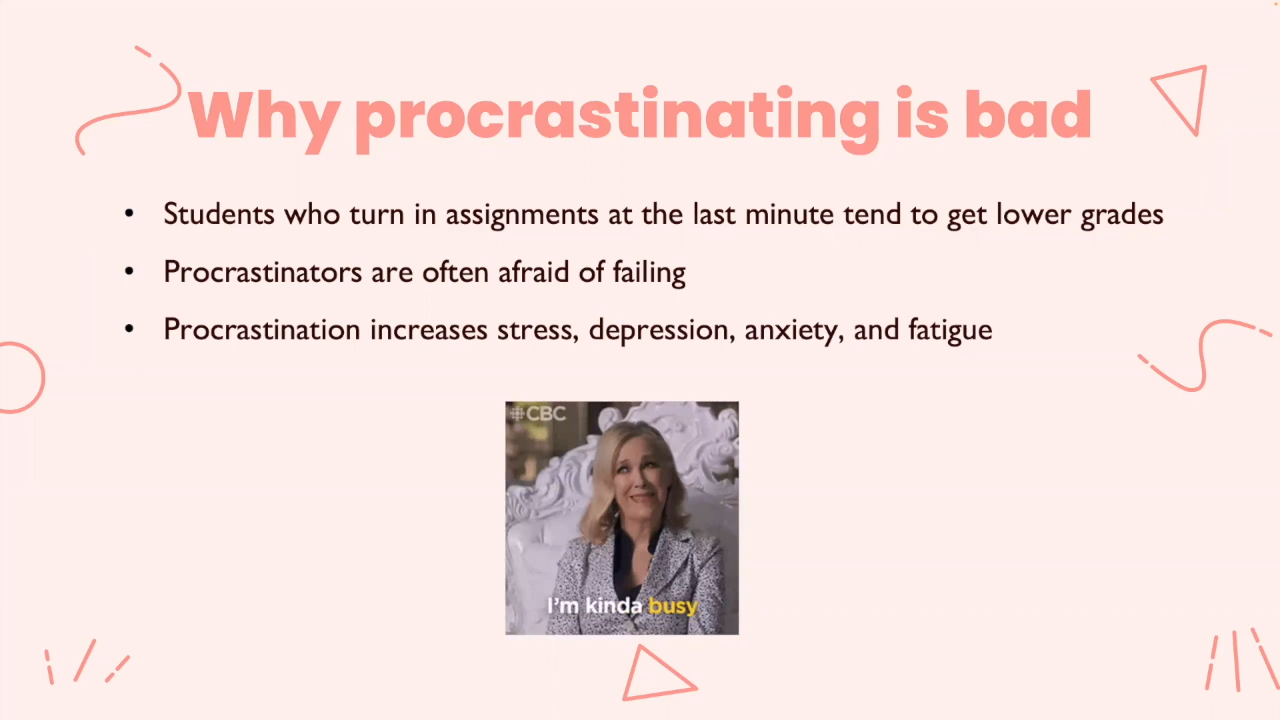 Why procrastinating is bad
• Students who turn in assignments at the last minute tend to get lower grades
• Procrastinators are often afraid of failing
• Procrastination increases stress, depression, anxiety, and fatigue
CBC
I'm kinda busy